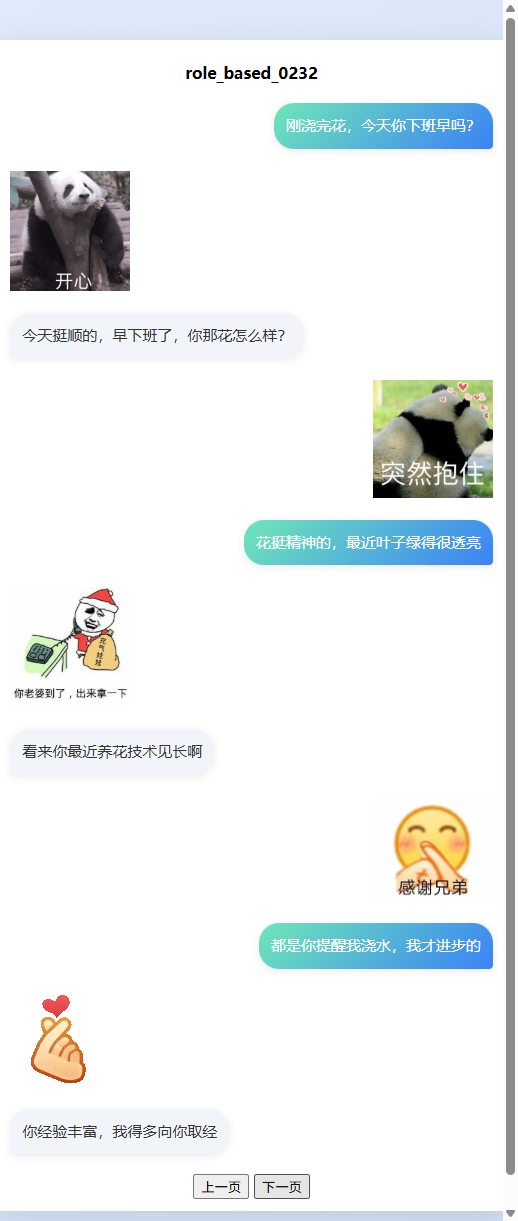 role_based_0232
刚浇完花，今天你下班早吗？
开心
今天挺顺的，早下班了，你那花怎么样？
突然抱住
花挺精神的，最近叶子绿得很透亮
充气娃娃
你老婆到了，出来拿一下
看来你最近养花技术见长啊
感谢兄弟
都是你提醒我浇水，我才进步的
你经验丰富，我得多向你取经
上一页 下一页